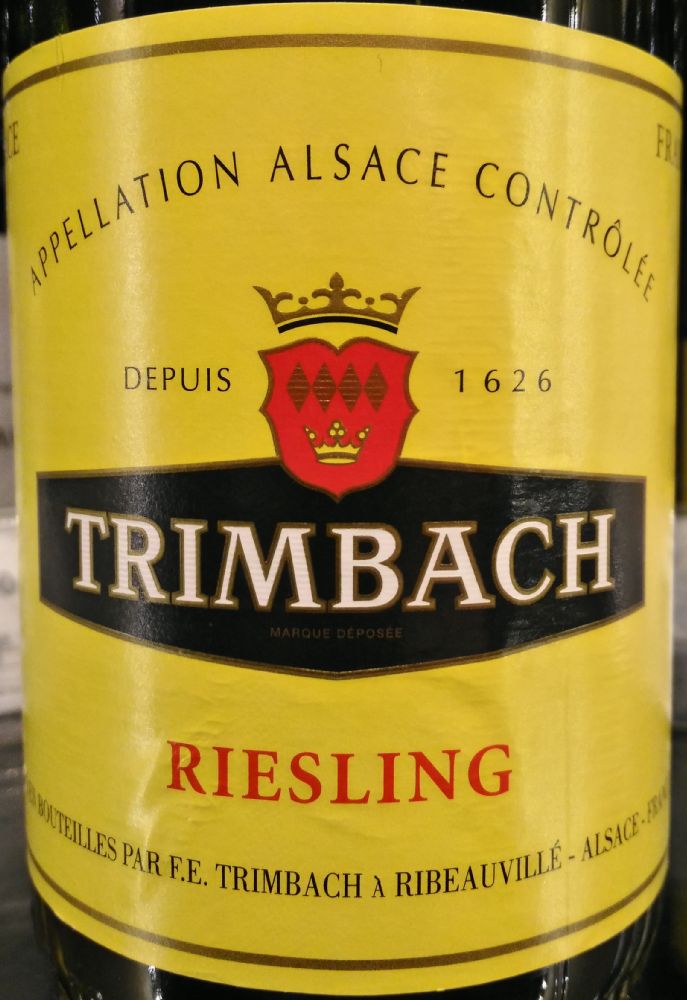 APPELLATION ALSACE CONTRÔLÉE
DEPUIS 1626
TRIMBACH
MARQUE DÉPOSÉE
RIESLING
BOUTEILLES PAR F.E. TRIMBACH À RIBEAUVILLÉ - ALSACE -